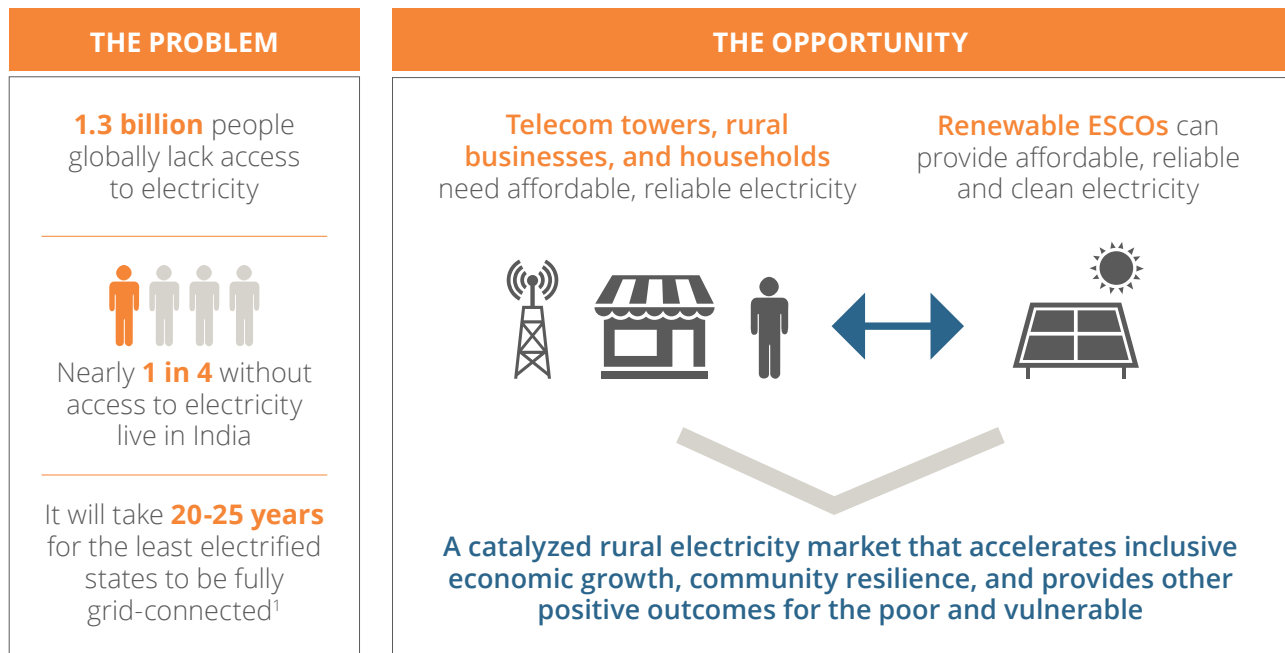 THE PROBLEM
1.3 billion people
globally lack access
to electricity
Nearly 1 in 4 without
access to electricity
live in India
It will take 20-25 years
for the least electrified
states to be fully
grid-connected¹
THE OPPORTUNITY
Telecom towers, rural
businesses, and households
need affordable, reliable electricity
Renewable ESCOs can
provide affordable, reliable
and clean electricity
A catalyzed rural electricity market that accelerates inclusive
economic growth, community resilience, and provides other
positive outcomes for the poor and vulnerable